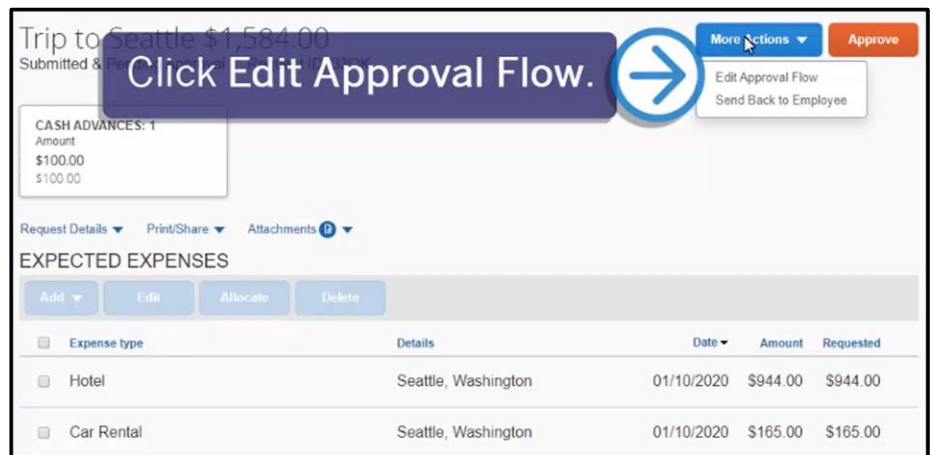 Trip to Seattle $1,584.00
More Actions
Approve
Submitted &
Click Edit Approval Flow.
Edit Approval Flow
Send Back to Employee
CASH ADVANCES: 1
Amount
$100.00
$100.00
Request Details
Print/Share
Attachments
EXPECTED EXPENSES
Add
Edit
Allocate
Delete
Expense type Details Date Amount Requested
Hotel Seattle, Washington 01/10/2020 $944.00 $944.00
Car Rental Seattle, Washington 01/10/2020 $165.00 $165.00